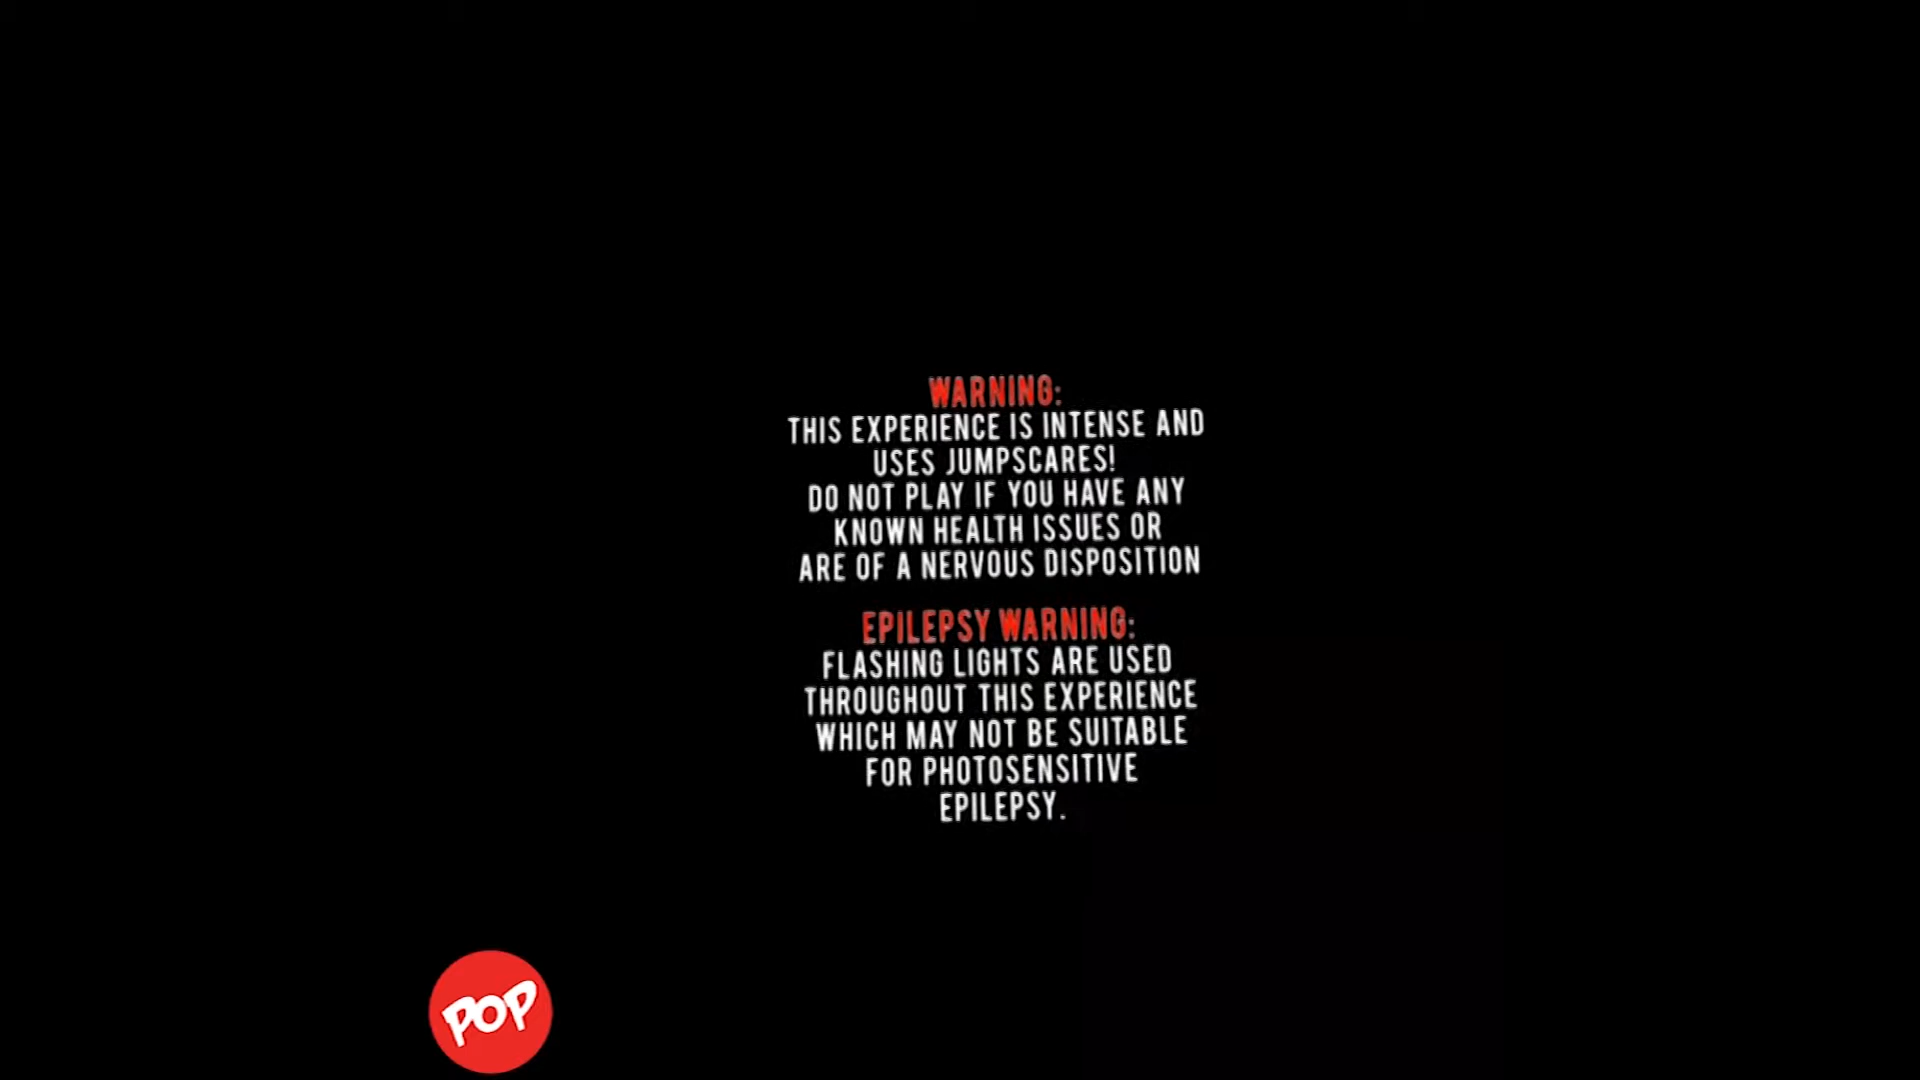 WARNING:
THIS EXPERIENCE IS INTENSE AND
USES JUMPSCARES!
DO NOT PLAY IF YOU HAVE ANY
KNOWN HEALTH ISSUES OR
ARE OF A NERVOUS DISPOSITION
EPILEPSY WARNING:
FLASHING LIGHTS ARE USED
THROUGHOUT THIS EXPERIENCE
WHICH MAY NOT BE SUITABLE
FOR PHOTOSENSITIVE
EPILEPSY.
POP